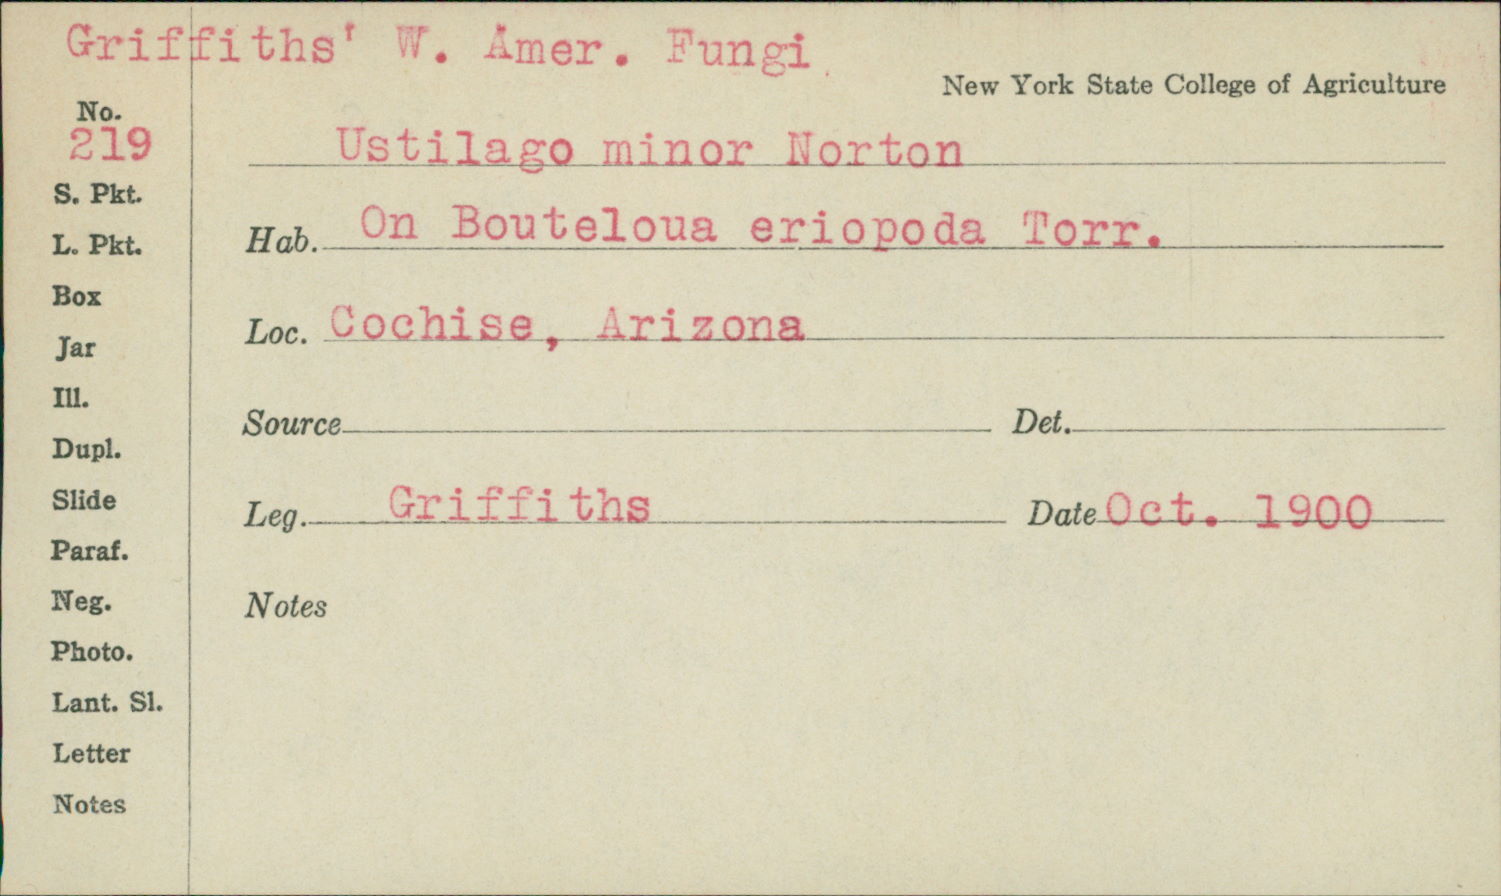 Griffiths' W. Amer. Fungi
New York State College of Agriculture
No.
219
Ustilago minor Norton
S. Pkt.
Hab. On Bouteloua eriopoda Torr.
L. Pkt.
Box
Loc. Cochise, Arizona
Jar
Ill.
Source Det.
Dupl.
Slide
Leg. Griffiths Date Oct. 1900
Paraf.
Neg.
Notes
Photo.
Lant. Sl.
Letter
Notes